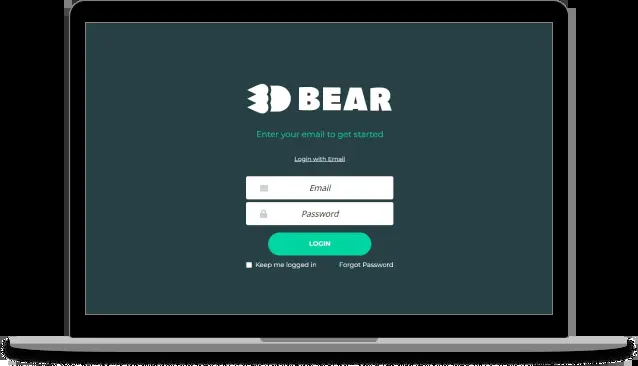 3D BEAR
Enter your email to get started
Login with Email
Email
Password
LOGIN
Keep me logged in Forgot Password